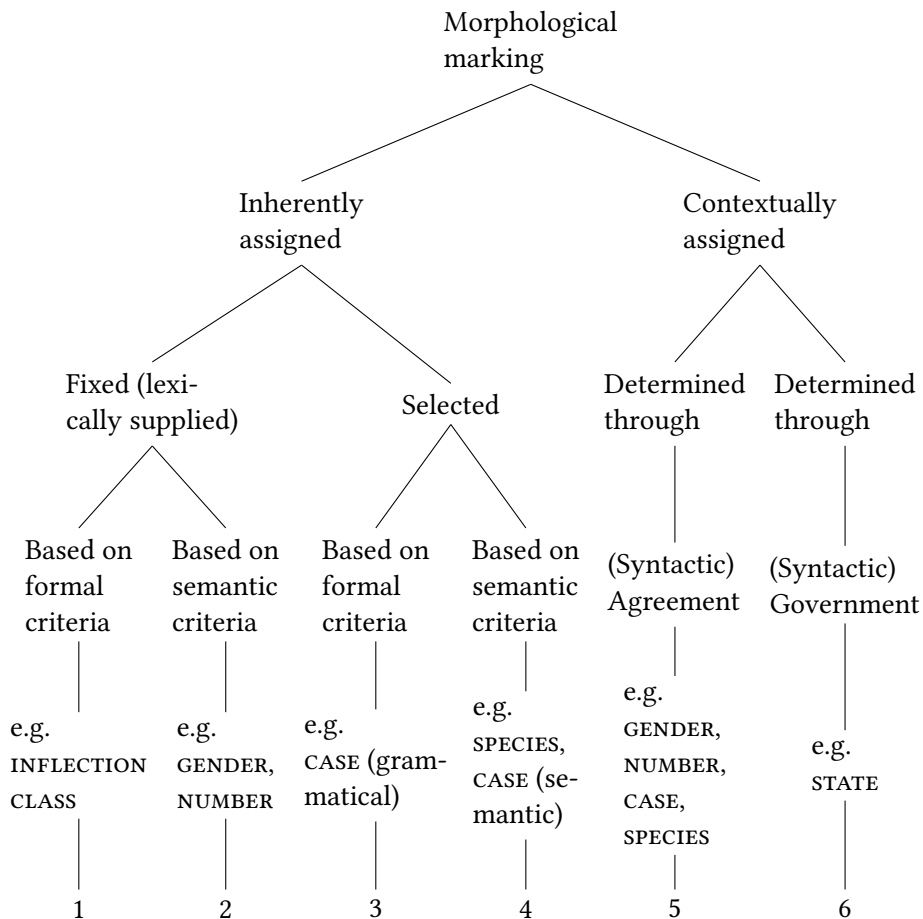 Morphological
marking
Inherently
assigned
Contextually
assigned
Fixed (lexi-
cally supplied)
Selected
Determined
through
Determined
through
Based on
formal
criteria
Based on
semantic
criteria
Based on
formal
criteria
Based on
semantic
criteria
(Syntactic)
Agreement
(Syntactic)
Government
e.g.
INFLECTION
CLASS
e.g.
GENDER,
NUMBER
e.g.
CASE (gram-
matical)
e.g.
SPECIES,
CASE (se-
mantic)
e.g.
GENDER,
NUMBER,
CASE,
SPECIES
e.g.
STATE
1 2 3 4 5 6